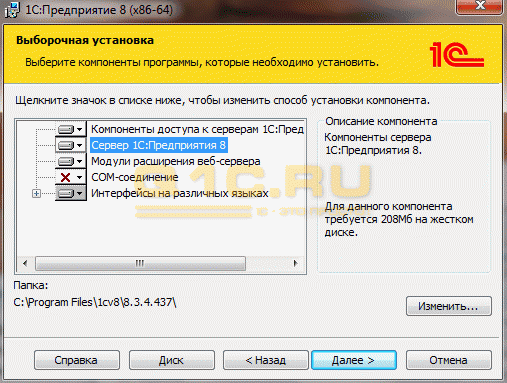 1С:Предприятие 8 (x86-64)
Выборочная установка
Выберите компоненты программы, которые необходимо установить.
1С
Щелкните значок в списке ниже, чтобы изменить способ установки компонента.
Компоненты доступа к серверам 1С:Пред
Сервер 1С:Предприятия 8
Модули расширения веб-сервера
COM-соединение
Интерфейсы на различных языках
Описание компонента
Компоненты сервера
1С:Предприятия 8.
Для данного компонента
требуется 208Мб на жестком
диске.
Папка:
C:\Program Files\1cv8\8.3.4.437\
Изменить...
Справка
Диск
< Назад
Далее >
Отмена